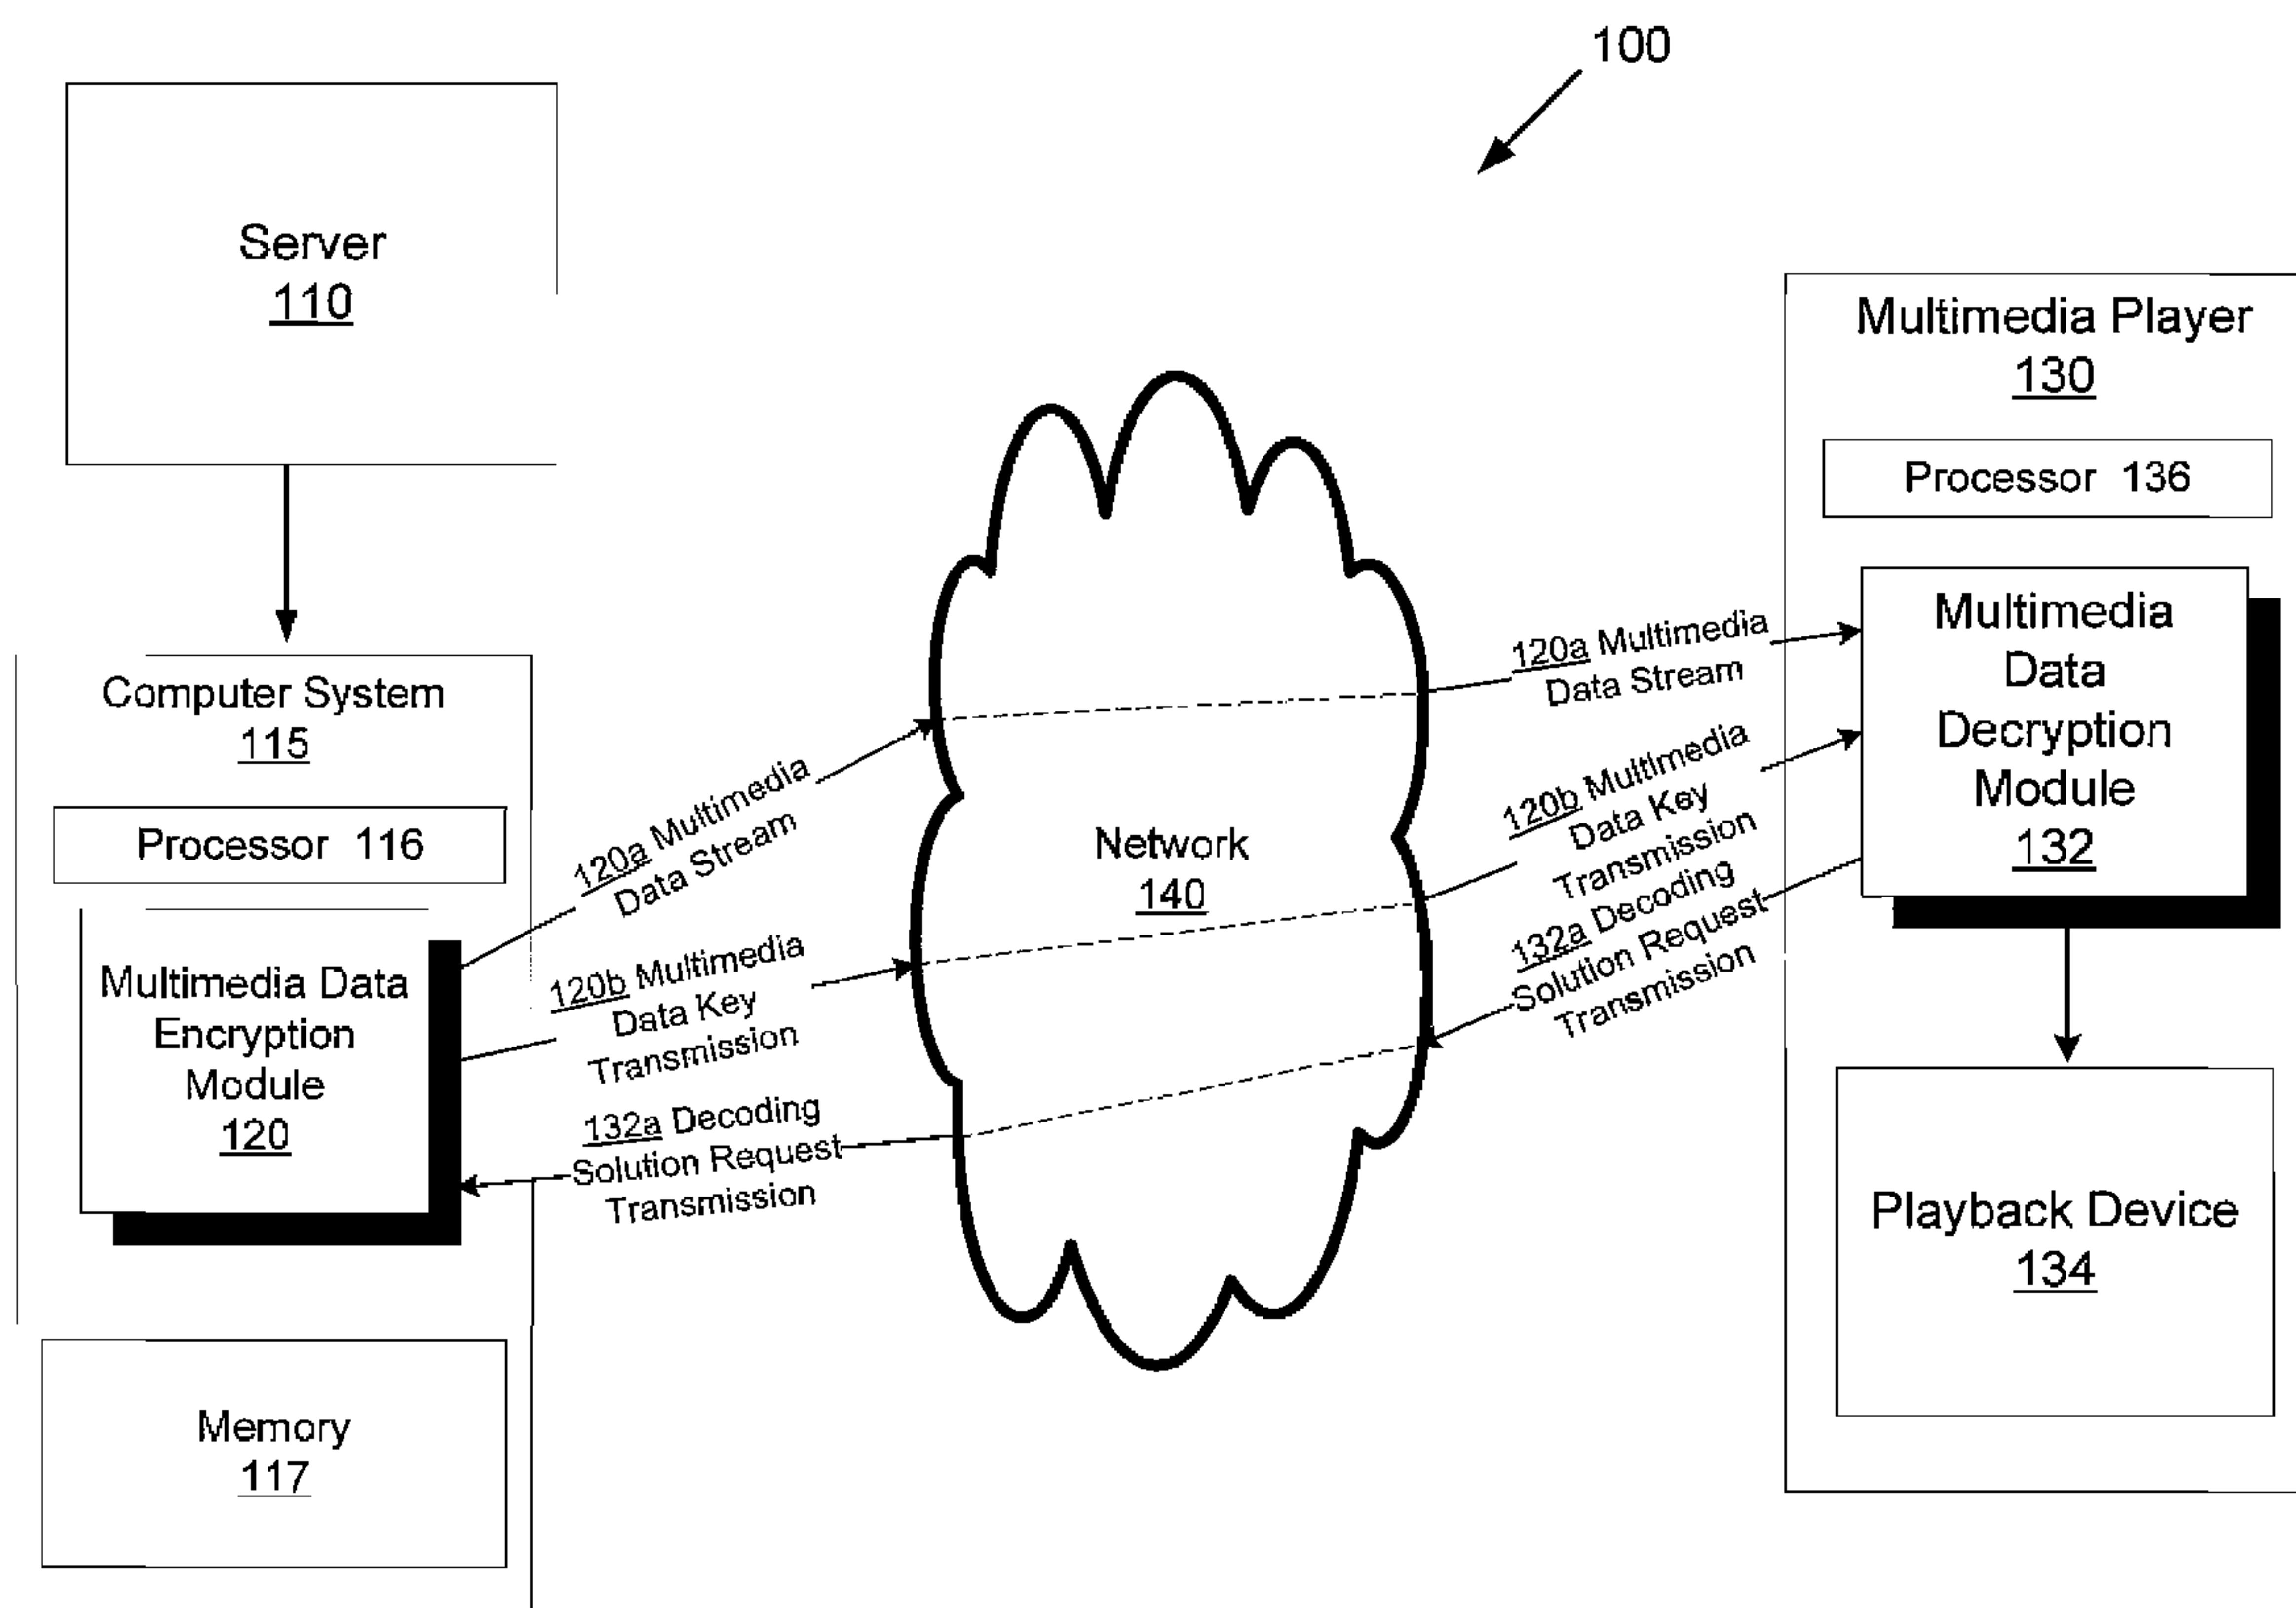 100
Server
110
Computer System
115
Processor 116
Multimedia Data
Encryption
Module
120
Memory
117
120a Multimedia
Data Stream
120b Multimedia
Data Key
Transmission
132a Decoding
Solution Request
Transmission
Network
140
120a Multimedia
Data Stream
120b Multimedia
Data Key
Transmission
132a Decoding
Solution Request
Transmission
Multimedia Player
130
Processor 136
Multimedia
Data
Decryption
Module
132
Playback Device
134